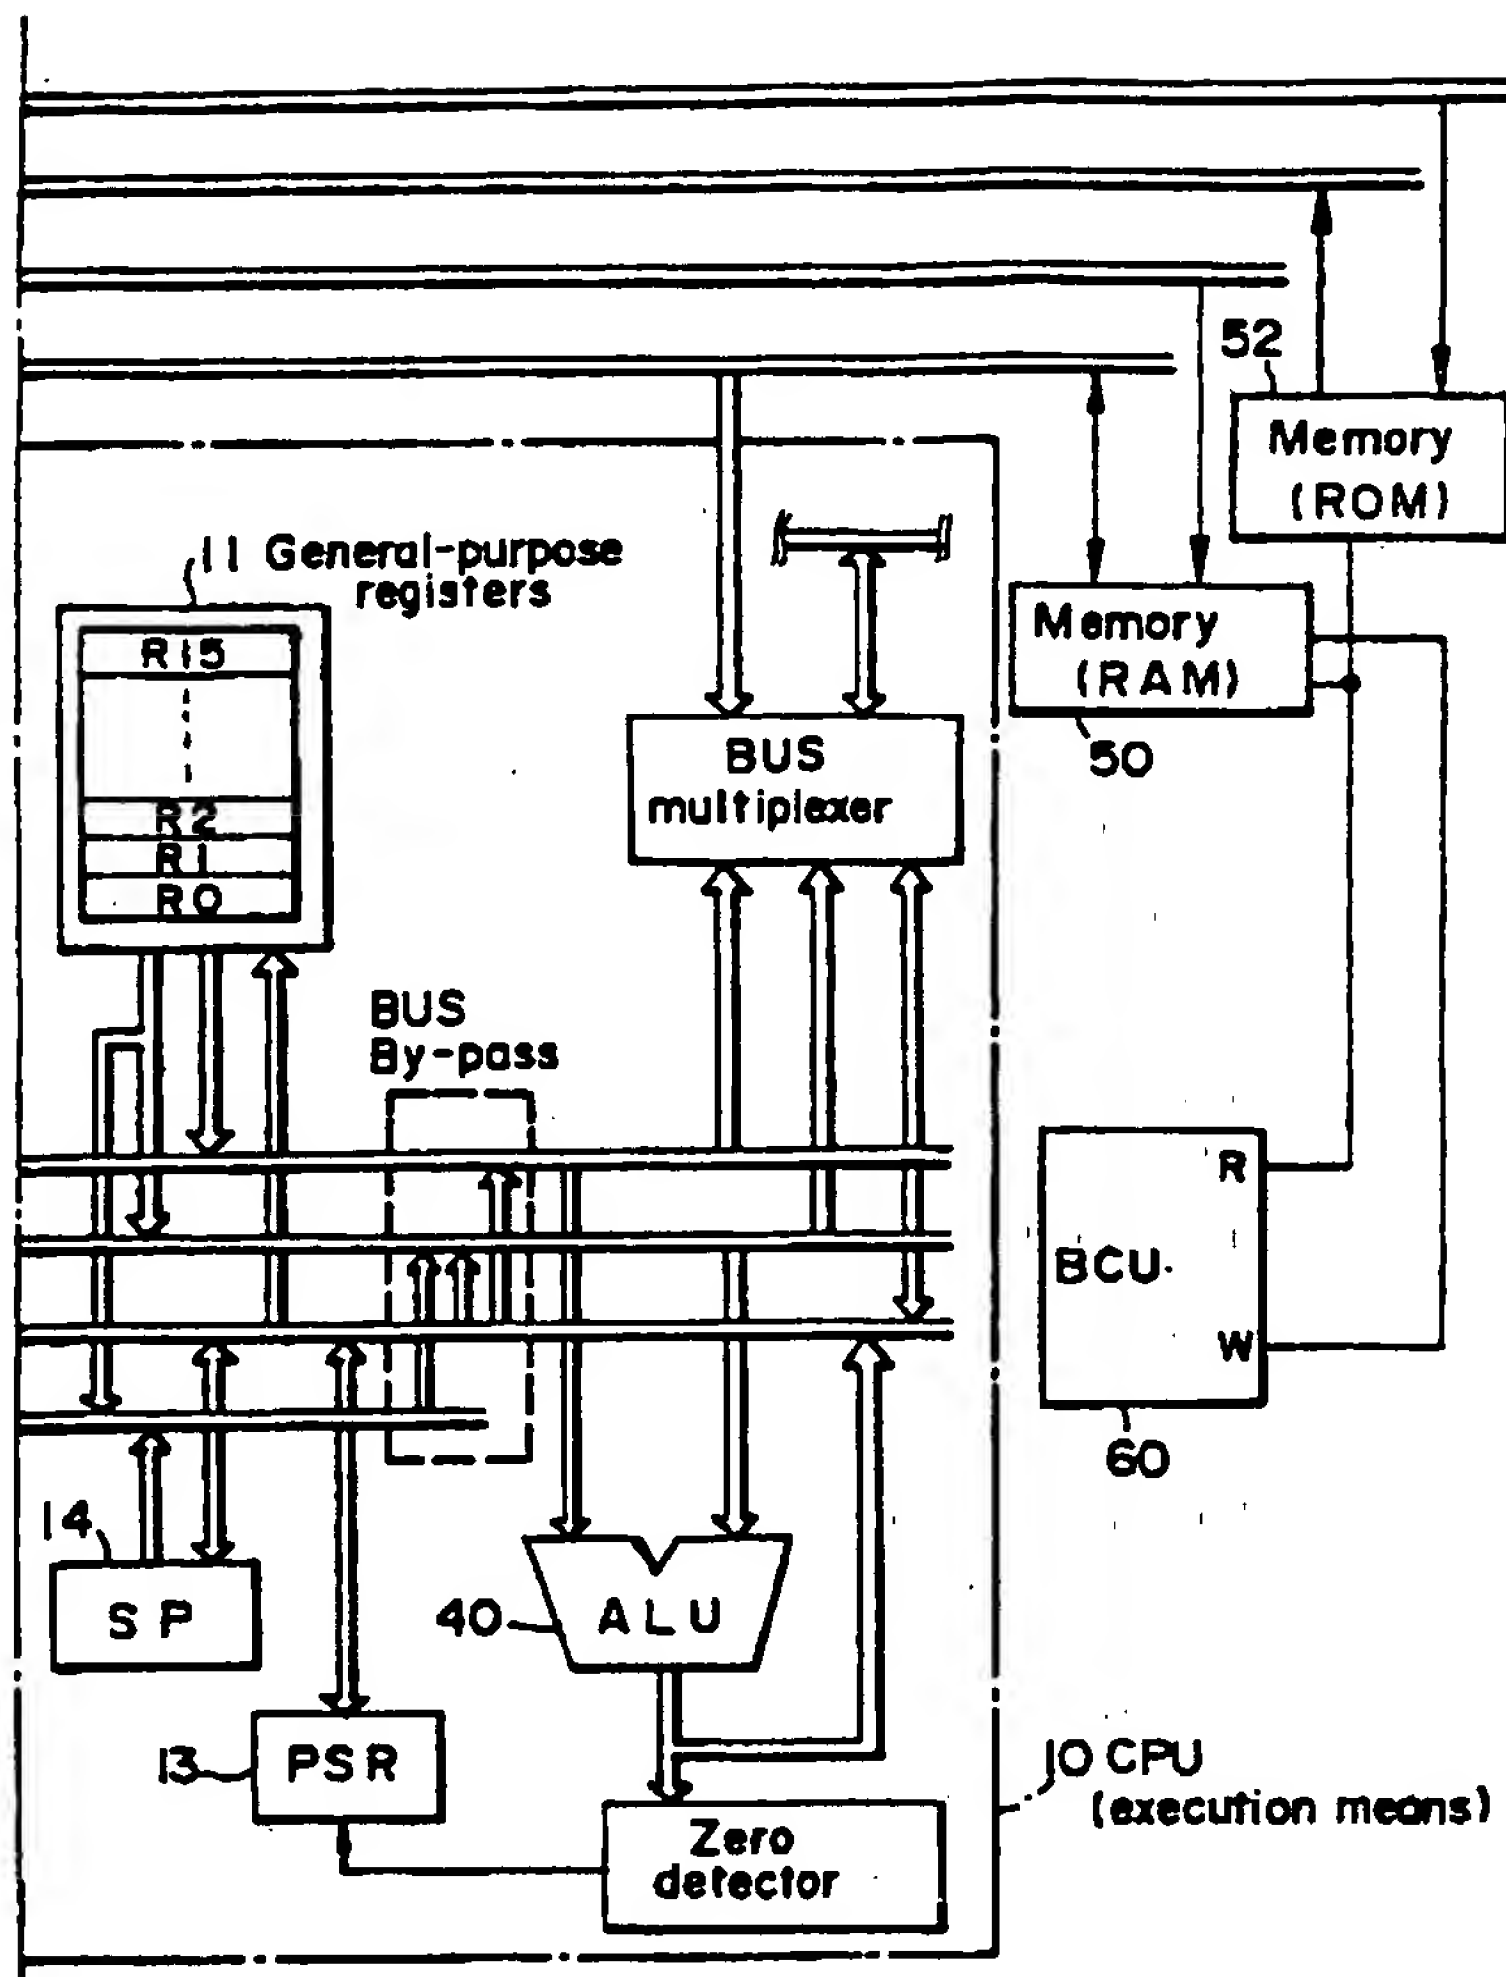 52
Memory
(ROM)
11 General-purpose
registers
R15
R2
R1
R0
Memory
(RAM)
50
BUS
multiplexer
BUS
By-pass
R
BCU
W
60
14
SP
40
ALU
13
PSR
Zero
detector
10 CPU
(execution means)